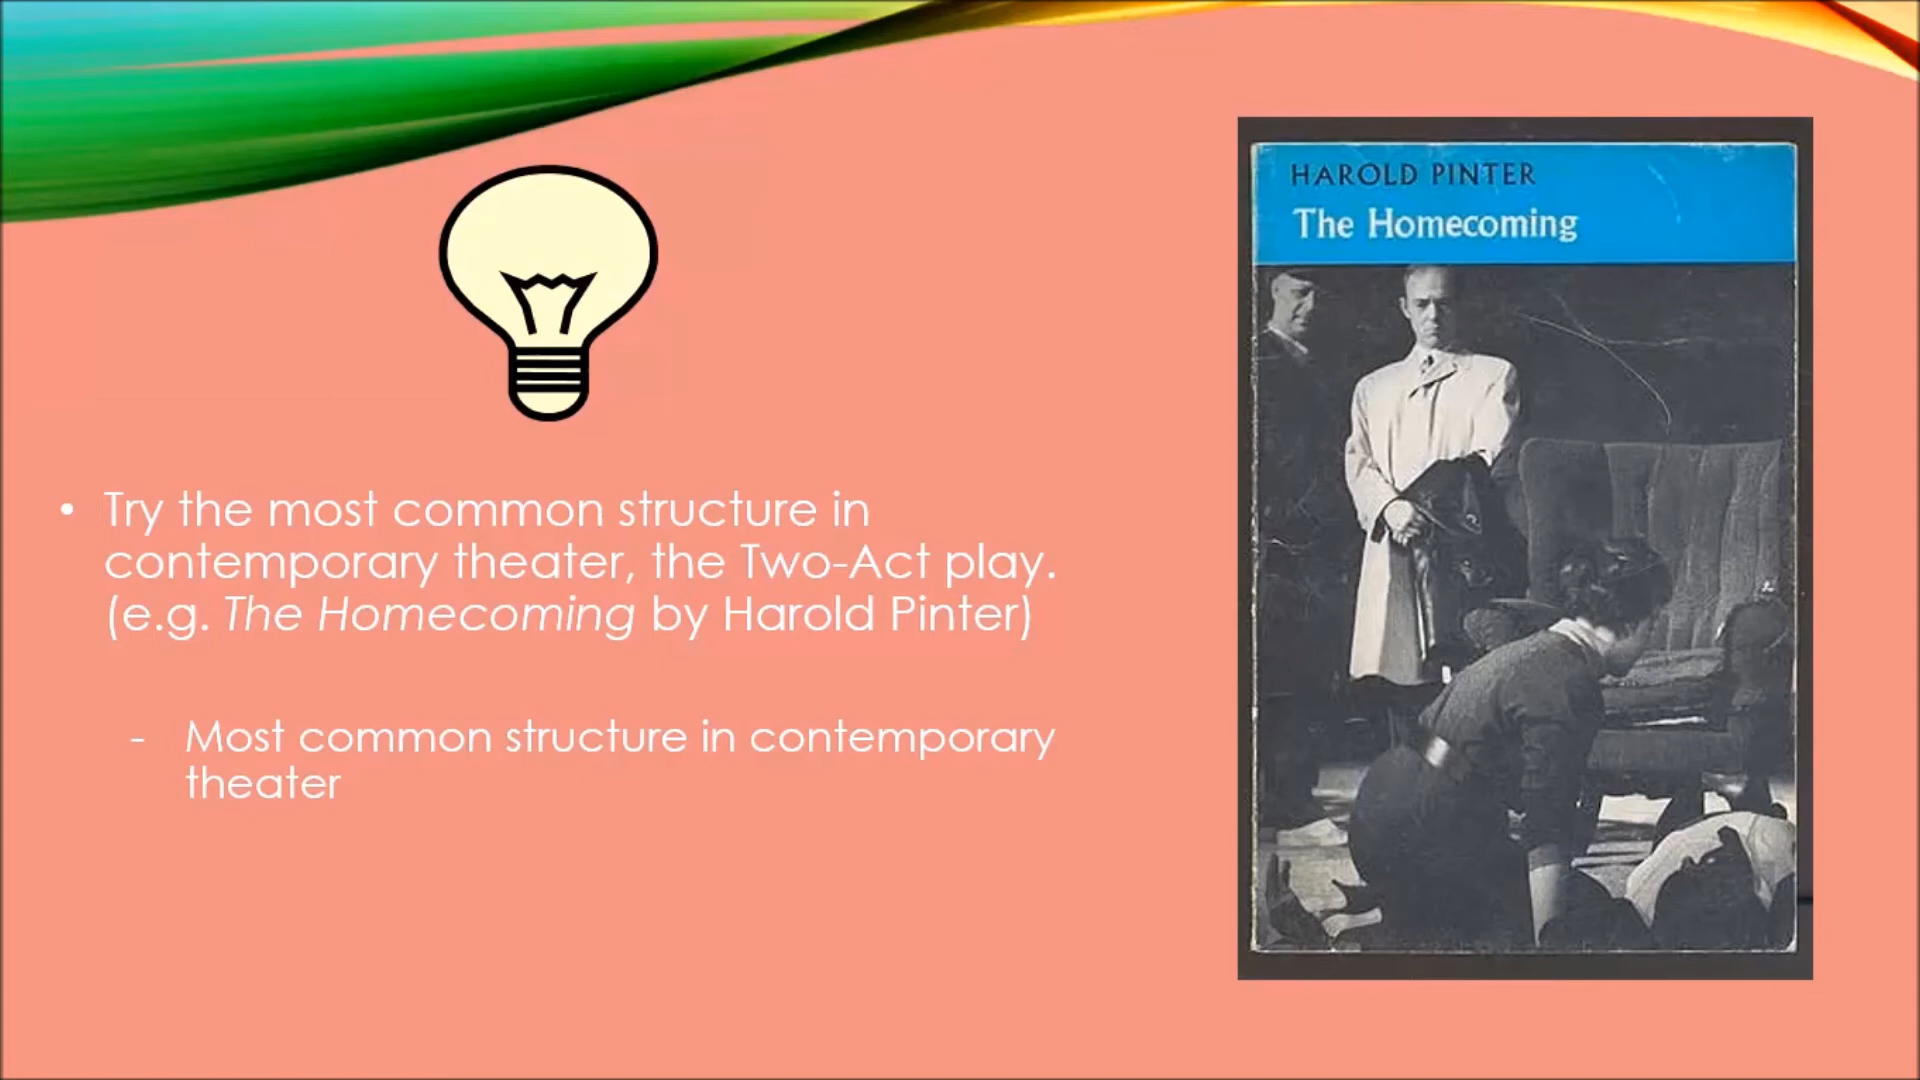 • Try the most common structure in
contemporary theater, the Two-Act play.
(e.g. The Homecoming by Harold Pinter)
- Most common structure in contemporary
theater
HAROLD PINTER
The Homecoming